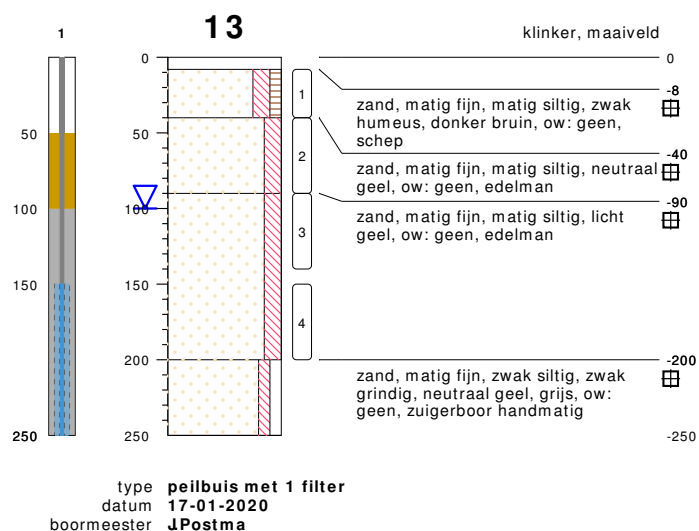 1
13
klinker, maaiveld
0
0
-8
1
zand, matig fijn, matig siltig, zwak
humeus, donker bruin, ow: geen,
schep
50
50
-40
2
zand, matig fijn, matig siltig, neutraal
geel, ow: geen, edelman
-90
100
100
3
zand, matig fijn, matig siltig, licht
geel, ow: geen, edelman
150
150
4
200
200
-200
zand, matig fijn, zwak siltig, zwak
grindig, neutraal geel, grijs, ow:
geen, zuigerboor handmatig
250
250
-250
type peilbuis met 1 filter
datum 17-01-2020
boormeester J.Postma